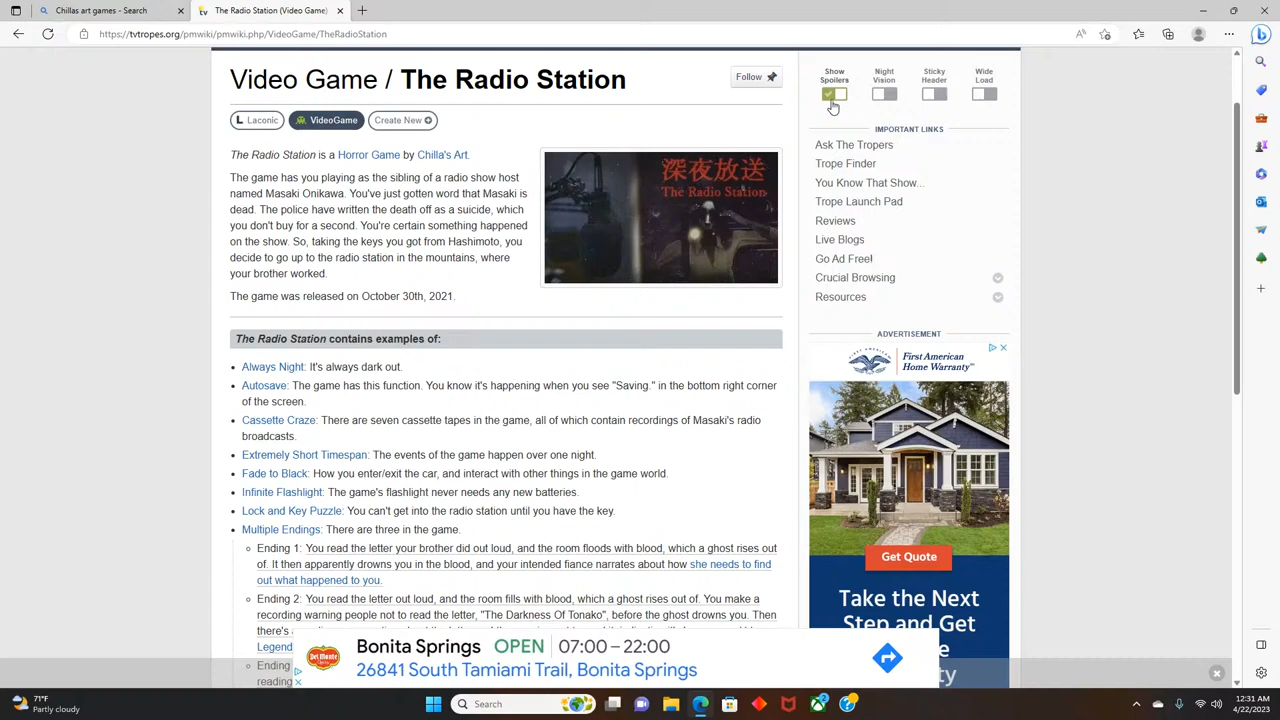 Chillas art games - Search
The Radio Station (Video Game) -
https://tvtropes.org/pmwiki/pmwiki.php/VideoGame/TheRadioStation
Video Game / The Radio Station
Follow
Laconic
VideoGame
Create New
The Radio Station is a Horror Game by Chilla's Art.
The game has you playing as the sibling of a radio show host
named Masaki Onikawa. You've just gotten word that Masaki is
dead. The police have written the death off as a suicide, which
you don't buy for a second. You're certain something happened
on the show. So, taking the keys you got from Hashimoto, you
decide to go up to the radio station in the mountains, where
your brother worked.
The game was released on October 30th, 2021.
深夜放送
The Radio Station
The Radio Station contains examples of:
Always Night: It's always dark out.
Autosave: The game has this function. You know it's happening when you see "Saving." in the bottom right corner
of the screen.
Cassette Craze: There are seven cassette tapes in the game, all of which contain recordings of Masaki's radio
broadcasts.
Extremely Short Timespan: The events of the game happen over one night.
Fade to Black: How you enter/exit the car, and interact with other things in the game world.
Infinite Flashlight: The game's flashlight never needs any new batteries.
Lock and Key Puzzle: You can't get into the radio station until you have the key.
Multiple Endings: There are three in the game.
Ending 1: You read the letter your brother did out loud, and the room floods with blood, which a ghost rises out
of. It then apparently drowns you in the blood, and your intended fiance narrates about how she needs to find
out what happened to you.
Ending 2: You read the letter out loud, and the room fills with blood, which a ghost rises out of. You make a
recording warning people not to read the letter, "The Darkness Of Tonako", before the ghost drowns you. Then
there's a
Legend
Ending
reading
Show Spoilers
Night Vision
Sticky Header
Wide Load
IMPORTANT LINKS
Ask The Tropers
Trope Finder
You Know That Show...
Trope Launch Pad
Reviews
Live Blogs
Go Ad Free!
Crucial Browsing
Resources
ADVERTISEMENT
First American
Home Warranty™
Get Quote
Take the Next
Step and Get
Del Monte
Bonita Springs OPEN 07:00 – 22:00
26841 South Tamiami Trail, Bonita Springs
71°F
Partly cloudy
Search
2
12:31 AM
4/22/2023